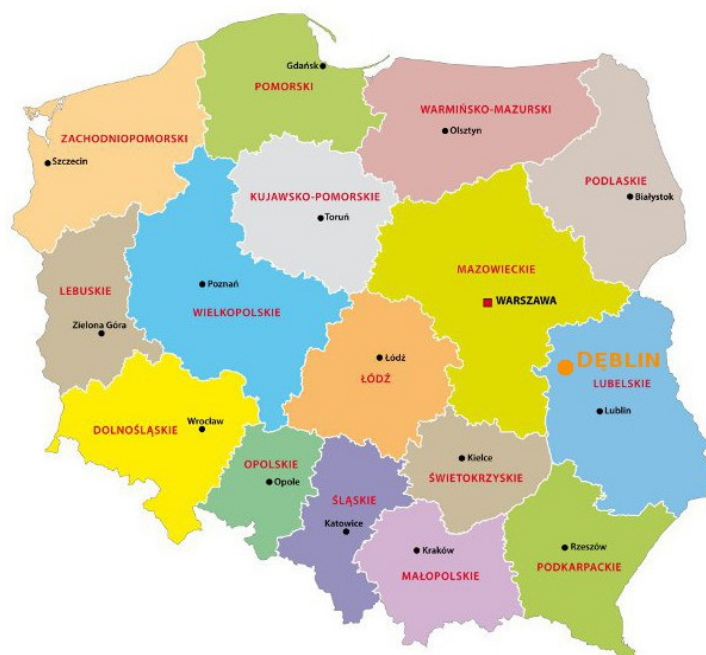 Gdańsk
POMORSKI
WARMIŃSKO-MAZURSKI
Olsztyn
ZACHODNIOPOMORSKI
Szczecin
PODLASKIE
Białystok
KUJAWSKO-POMORSKIE
Toruń
MAZOWIECKIE
WARSZAWA
LEBUSKIE
Zielona Góra
Poznań
WIELKOPOLSKIE
Łódź
ŁÓDŹ
DĘBLIN
LUBELSKIE
Lublin
DOLNOŚLĄSKIE
Wrocław
OPOLSKIE
Opole
ŚLĄSKIE
Katowice
Kielce
ŚWIETOKRZYSKIE
Kraków
MAŁOPOLSKIE
Rzeszów
PODKARPACKIE